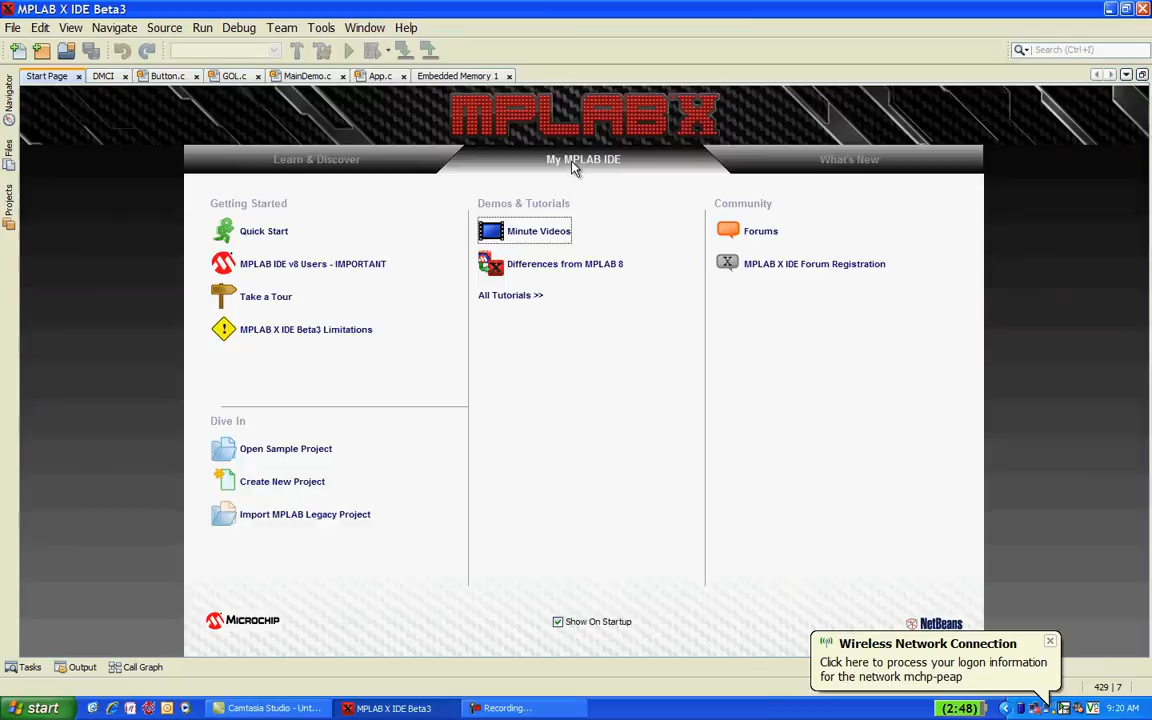 MPLAB X IDE Beta3
File Edit View Navigate Source Run Debug Team Tools Window Help
Search (Ctrl+I)
Start Page DMCI Button.c GOL.c MainDemo.c App.c Embedded Memory 1
Navigator
Files
Projects
MPLAB X
Learn & Discover My MPLAB IDE What's New
Getting Started Demos & Tutorials Community
Quick Start Minute Videos Forums
MPLAB IDE v8 Users - IMPORTANT Differences from MPLAB 8 MPLAB X IDE Forum Registration
Take a Tour All Tutorials >>
MPLAB X IDE Beta3 Limitations
Dive In
Open Sample Project
Create New Project
Import MPLAB Legacy Project
MICROCHIP Show On Startup NetBeans
Wireless Network Connection
Click here to process your logon information
for the network mchp-peap
Tasks Output Call Graph
429 | 7
start Camtasia Studio - Unt... MPLAB X IDE Beta3 Recording... (2:48) 9:20 AM